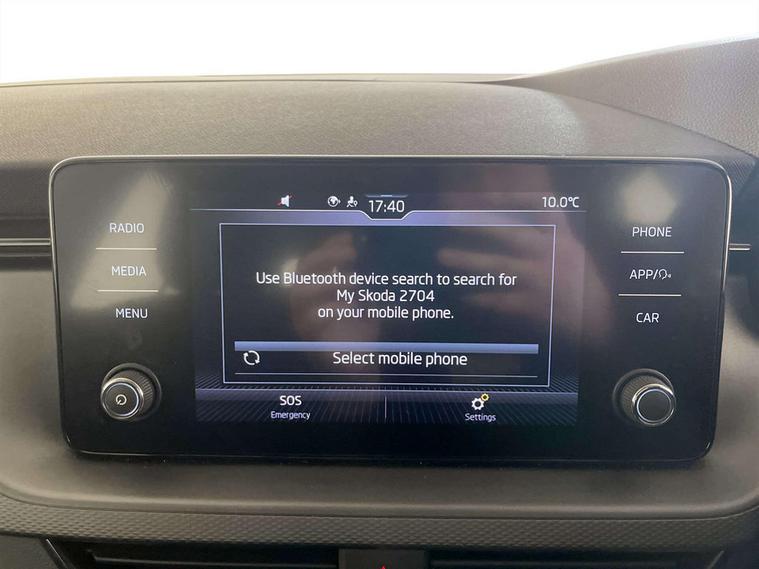 17:40
10.0°C
RADIO
MEDIA
MENU
Use Bluetooth device search to search for
My Skoda 2704
on your mobile phone.
Select mobile phone
SOS
Emergency
Settings
PHONE
APP/
CAR